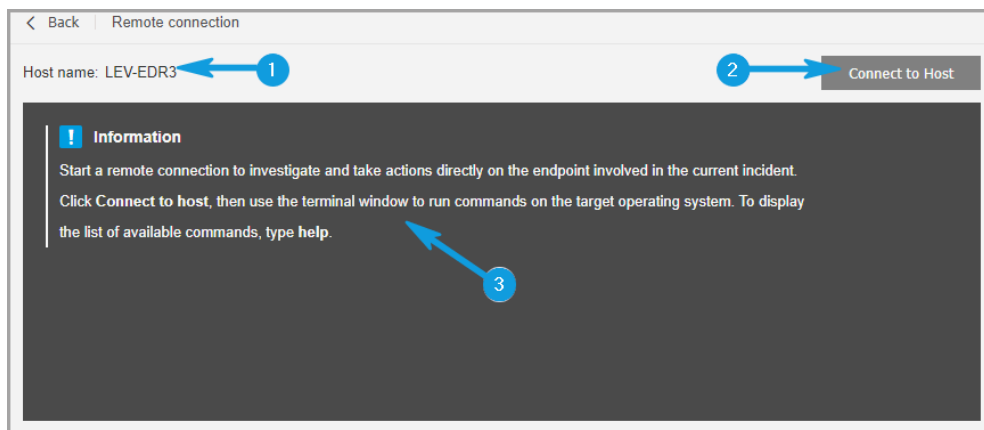 Back Remote connection
Host name: LEV-EDR3 1 2 Connect to Host
! Information
Start a remote connection to investigate and take actions directly on the endpoint involved in the current incident.
Click Connect to host, then use the terminal window to run commands on the target operating system. To display
the list of available commands, type help.
3